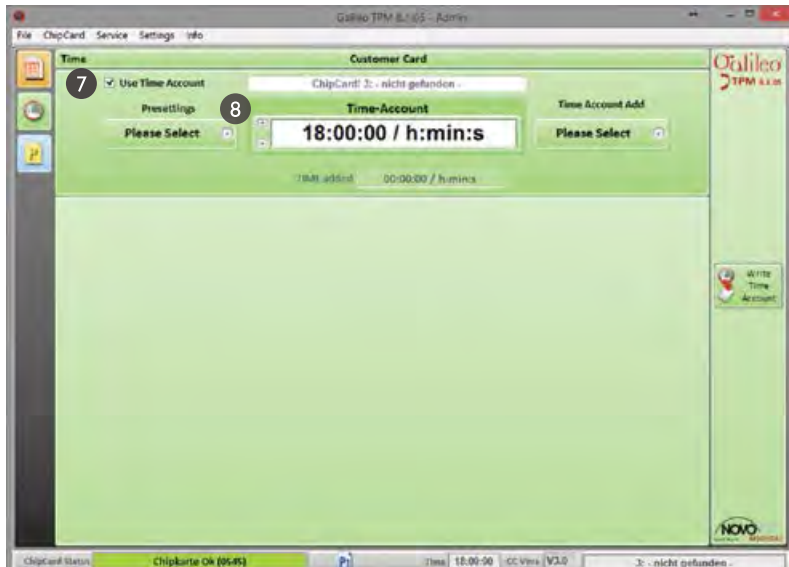 Galileo TPM 8.1.05 - Admin
File ChipCard Service Settings Info
Time Customer Card
7 Use Time Account ChipCard! J: - nicht gefunden -
Presettings 8 Time-Account Time Account Add
Please Select 18:00:00 / h:min:s Please Select
TIME added 00:00:00 / h:min:s
Galileo
TPM
Write
Time
Account
NOVO
ChipCard Status Chipkarte Ok (0545) Time 18:00:00 CC Vers V3.0 J: - nicht gefunden -